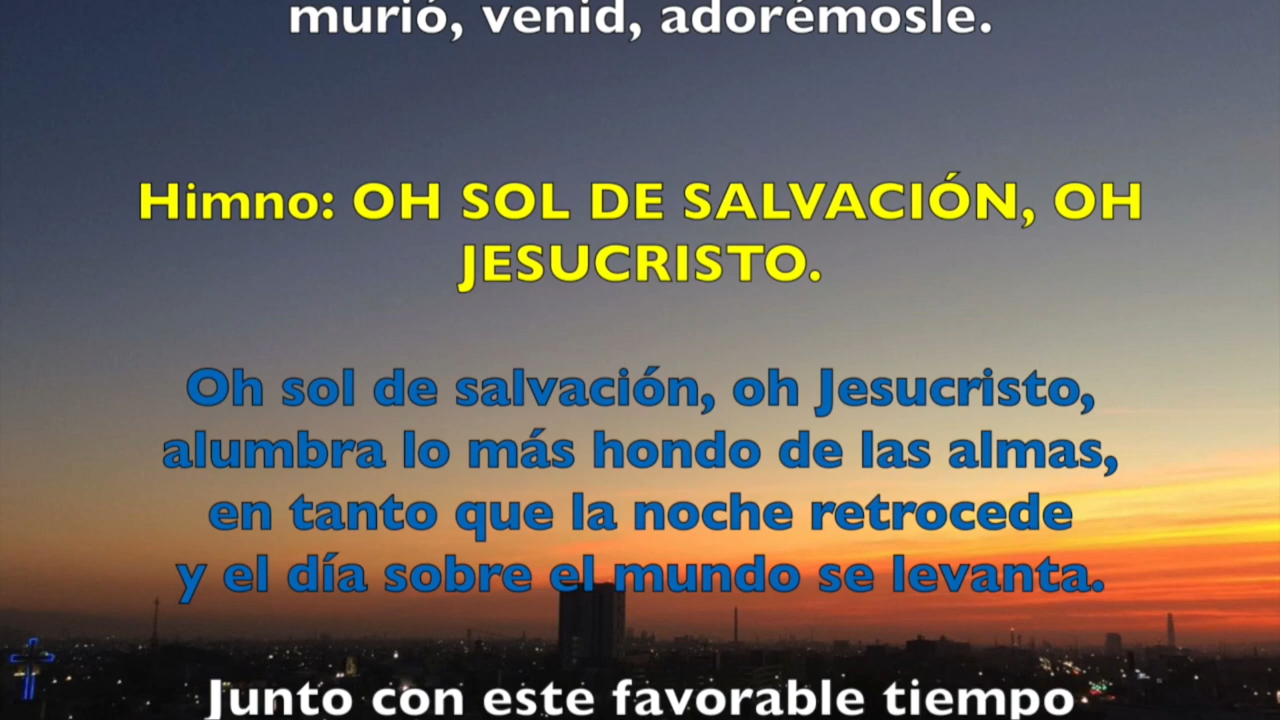 murió, venid, adorémosle.
Himno: OH SOL DE SALVACIÓN, OH
JESUCRISTO.
Oh sol de salvación, oh Jesucristo,
alumbra lo más hondo de las almas,
en tanto que la noche retrocede
y el día sobre el mundo se levanta.
Junto con este favorable tiempo